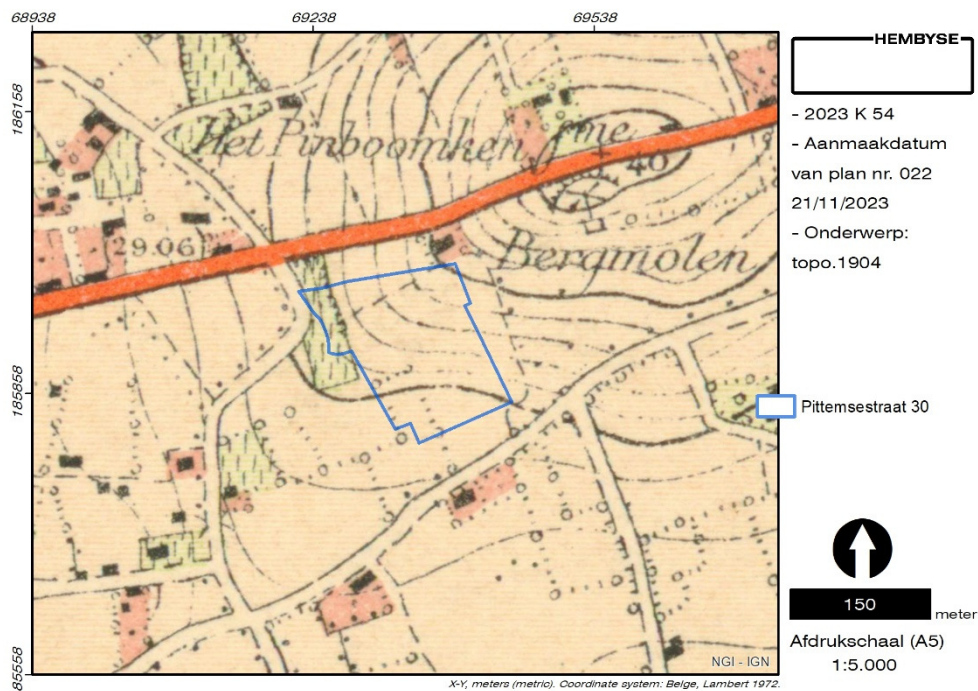 68938
69238
69538
186158
185858
85558
Het Pinboomken
fme
40
29.06
Bergmolen
NGI - IGN
X-Y, meters (metric). Coordinate system: Belge, Lambert 1972.
HEMBYSE
- 2023 K 54
- Aanmaakdatum
van plan nr. 022
21/11/2023
- Onderwerp:
topo.1904
Pittemsestraat 30
150
meter
Afdrukschaal (A5)
1:5.000